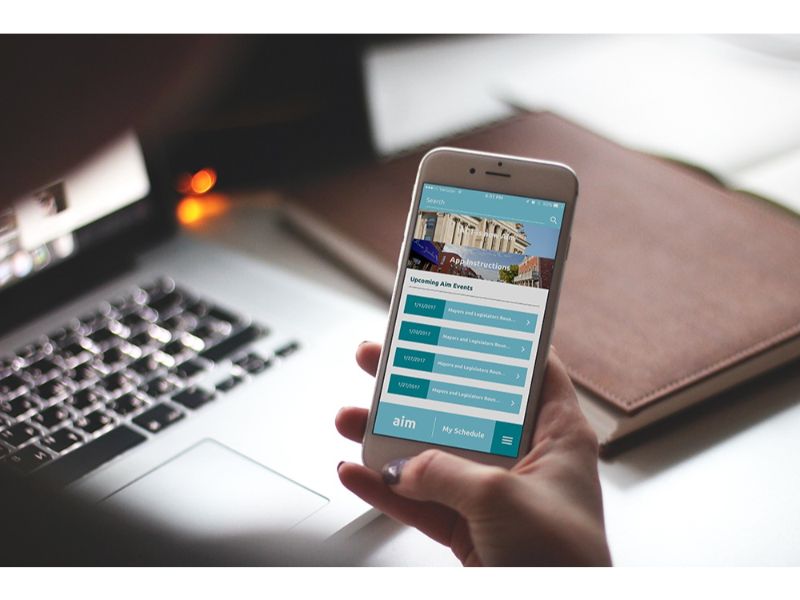 Search
App Instructions
Upcoming Aim Events
1/13/2017 Mayors and Legislators Roun...
1/20/2017 Mayors and Legislators Roun...
1/27/2017 Mayors and Legislators Roun...
1/27/2017 Mayors and Legislators Roun...
aim My Schedule